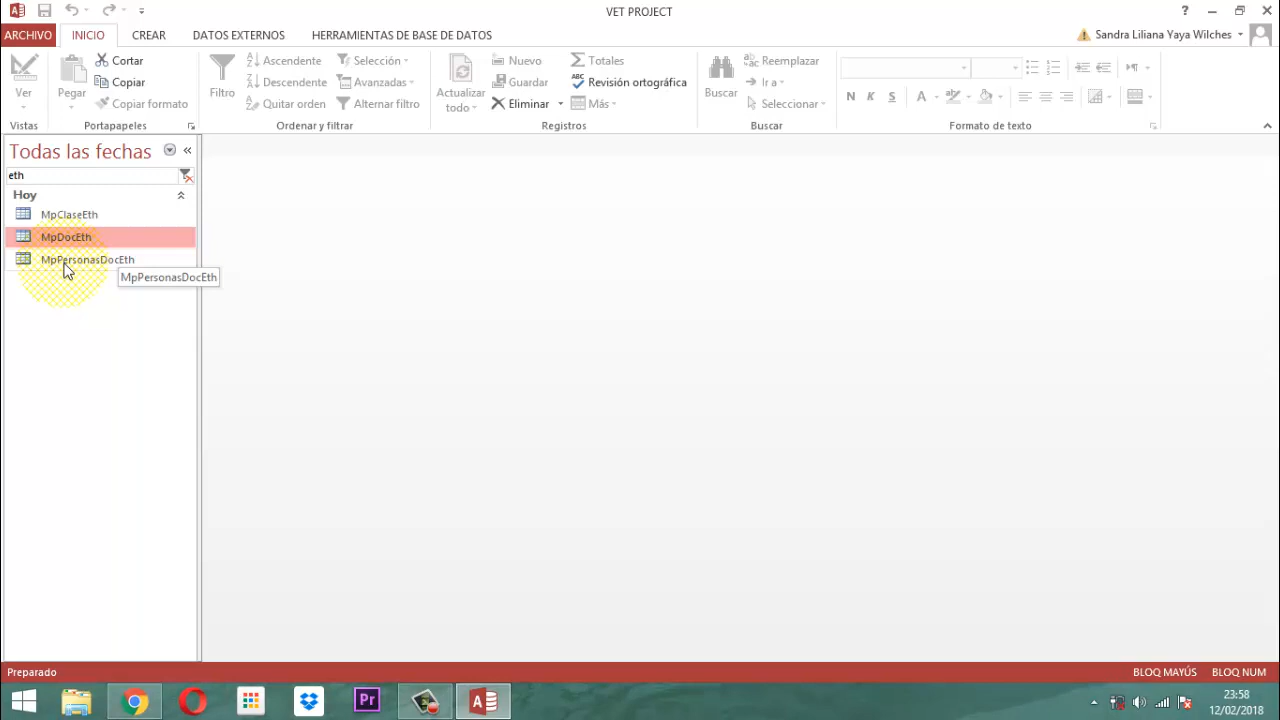 VET PROJECT
ARCHIVO INICIO CREAR DATOS EXTERNOS HERRAMIENTAS DE BASE DE DATOS Sandra Liliana Yaya Wilches
Ver
Vistas
Pegar
Cortar
Copiar
Copiar formato
Portapapeles
Filtro
Ascendente
Descendente
Quitar orden
Selección
Avanzadas
Alternar filtro
Ordenar y filtrar
Actualizar
todo
Nuevo
Guardar
Eliminar
Totales
Revisión ortográfica
Más
Registros
Buscar
Reemplazar
Ir a
Seleccionar
Buscar
N K S
A
Formato de texto
Todas las fechas
eth
Hoy
MpClaseEth
MpDocEth
MpPersonasDocEth
MpPersonasDocEth
Preparado BLOQ MAYÚS BLOQ NUM
Pr
23:58
12/02/2018